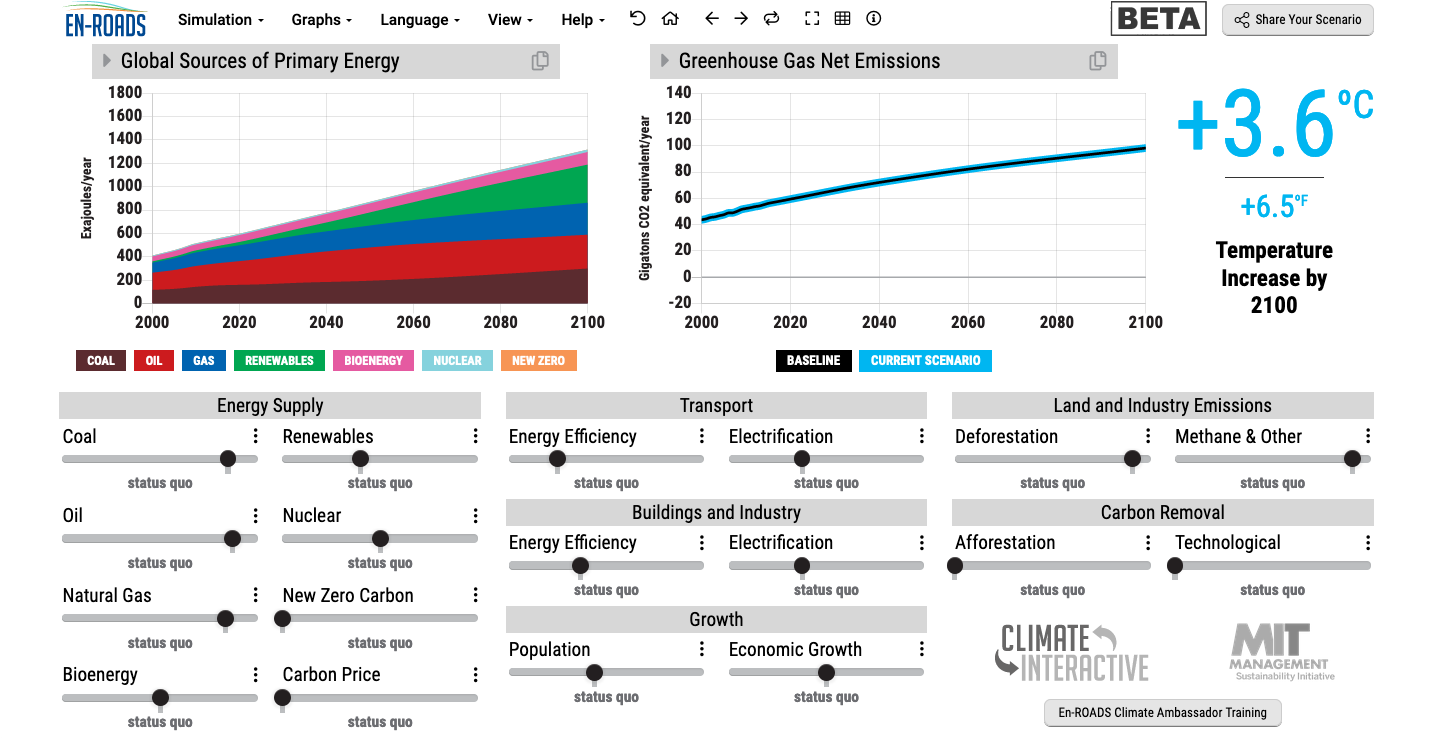 EN-ROADS
Simulation
Graphs
Language
View
Help
BETA
Share Your Scenario
Global Sources of Primary Energy
Exajoules/year
1800
1600
1400
1200
1000
800
600
400
200
0
2000 2020 2040 2060 2080 2100
COAL OIL GAS RENEWABLES BIOENERGY NUCLEAR NEW ZERO
Greenhouse Gas Net Emissions
Gigatons CO2 equivalent/year
140
120
100
80
60
40
20
0
-20
2000 2020 2040 2060 2080 2100
BASELINE CURRENT SCENARIO
+3.6 °C
+6.5 °F
Temperature
Increase by
2100
Energy Supply
Coal
status quo
Renewables
status quo
Oil
status quo
Nuclear
status quo
Natural Gas
status quo
New Zero Carbon
status quo
Bioenergy
status quo
Carbon Price
status quo
Transport
Energy Efficiency
status quo
Electrification
status quo
Buildings and Industry
Energy Efficiency
status quo
Electrification
status quo
Growth
Population
status quo
Economic Growth
status quo
Land and Industry Emissions
Deforestation
status quo
Methane & Other
status quo
Carbon Removal
Afforestation
status quo
Technological
status quo
CLIMATE
INTERACTIVE
MIT
MANAGEMENT
Sustainability Initiative
En-ROADS Climate Ambassador Training